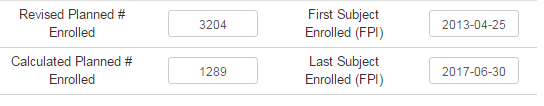 Revised Planned #
Enrolled
3204
First Subject
Enrolled (FPI)
2013-04-25
Calculated Planned #
Enrolled
1289
Last Subject
Enrolled (FPI)
2017-06-30